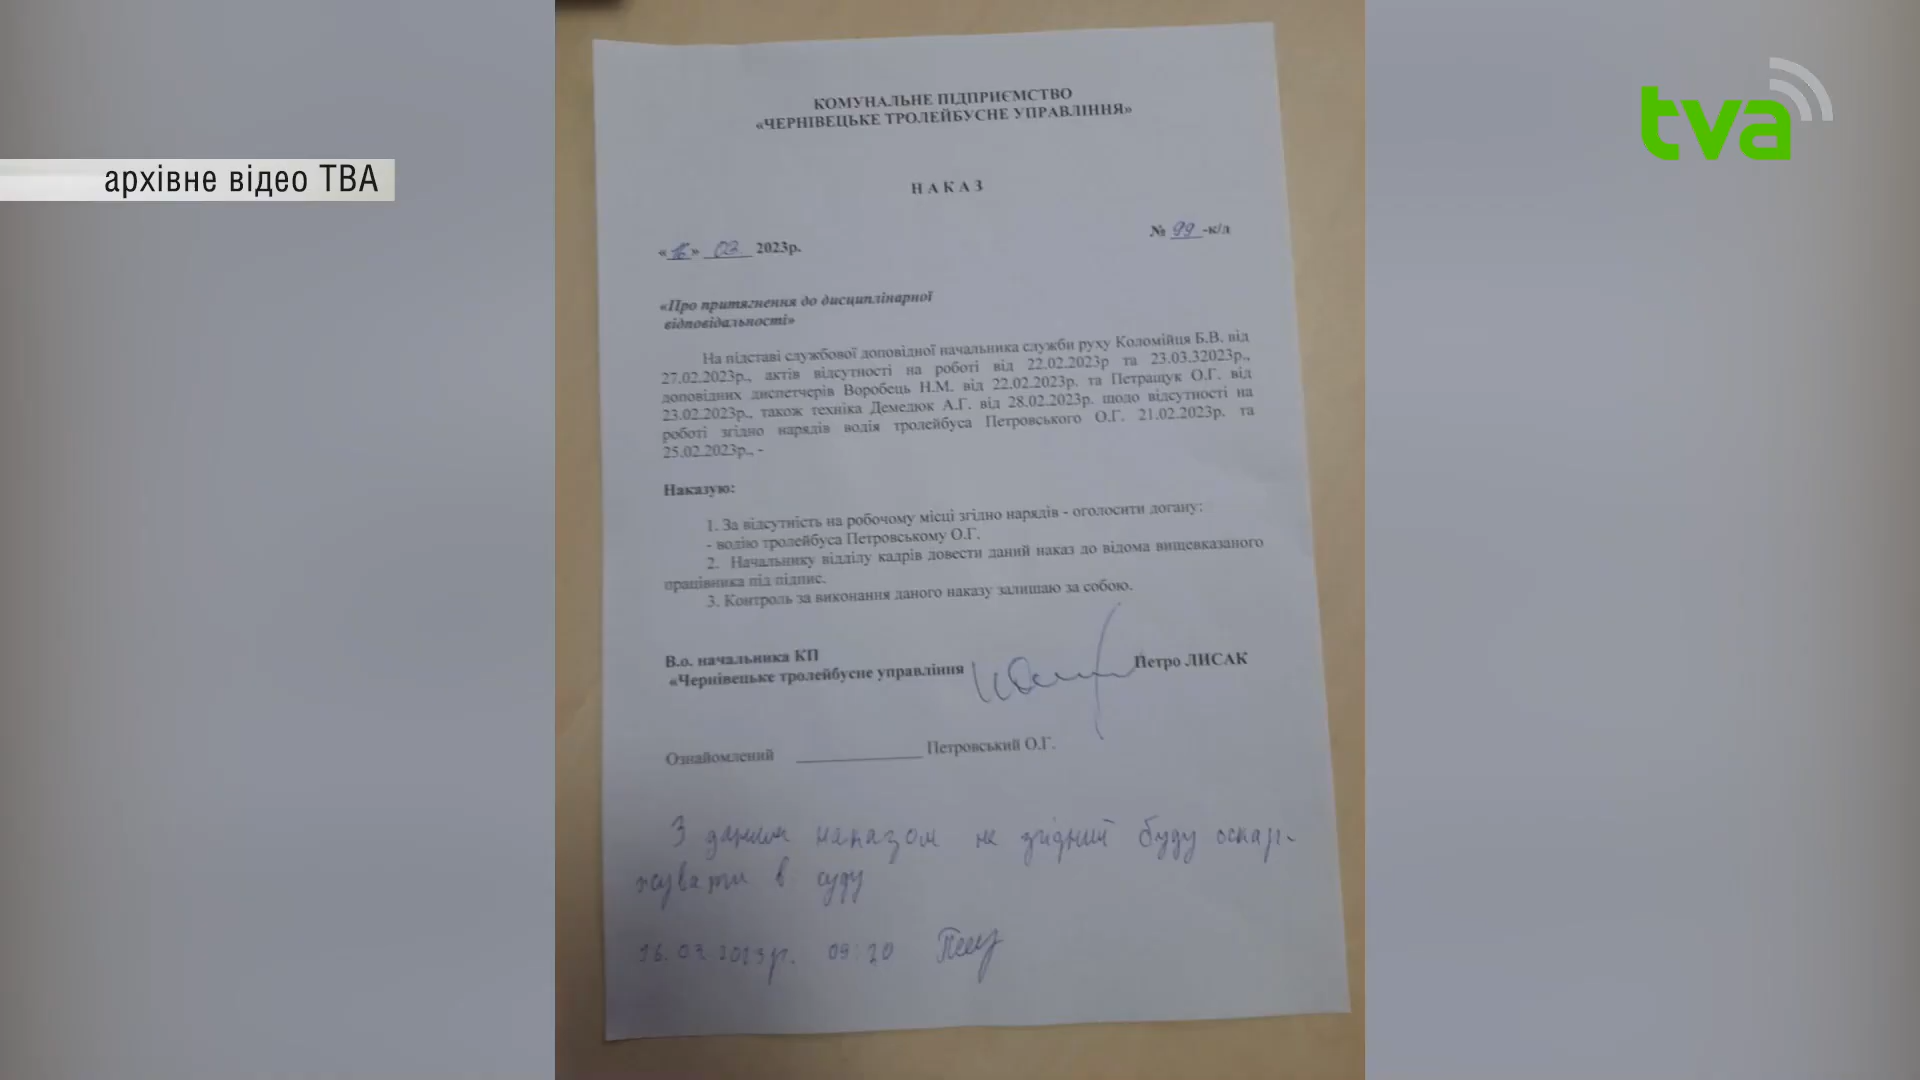 tva
архівне відео ТВА
КОМУНАЛЬНЕ ПІДПРИЄМСТВО
«ЧЕРНІВЕЦЬКЕ ТРОЛЕЙБУСНЕ УПРАВЛІННЯ»
Н А К А З
«16» 03 2023р.
№ 99 -к/д
«Про притягнення до дисциплінарної
відповідальності»
На підставі службової доповідної начальника служби руху Коломійця Б.В. від
27.02.2023р., актів відсутності на роботі від 22.02.2023р та 23.03.32023р.,
доповідних диспетчерів Воробець Н.М. від 22.02.2023р. та Петращук О.Г. від
23.02.2023р., також техніка Демедюк А.Г. від 28.02.2023р. щодо відсутності на
роботі згідно нарядів водія тролейбуса Петровського О.Г. 21.02.2023р. та
25.02.2023р., -
Наказую:
1. За відсутність на робочому місці згідно нарядів - оголосити догану:
- водію тролейбуса Петровському О.Г.
2. Начальнику відділу кадрів довести даний наказ до відома вищевказаного
працівника під підпис.
3. Контроль за виконання даного наказу залишаю за собою.
В.о. начальника КП
«Чернівецьке тролейбусне управління
Петро ЛИСАК
Ознайомлений ______________ Петровський О.Г.
З даним наказом не згідний буду оскар-
жувати в суду
16.03.2023р. 09:20